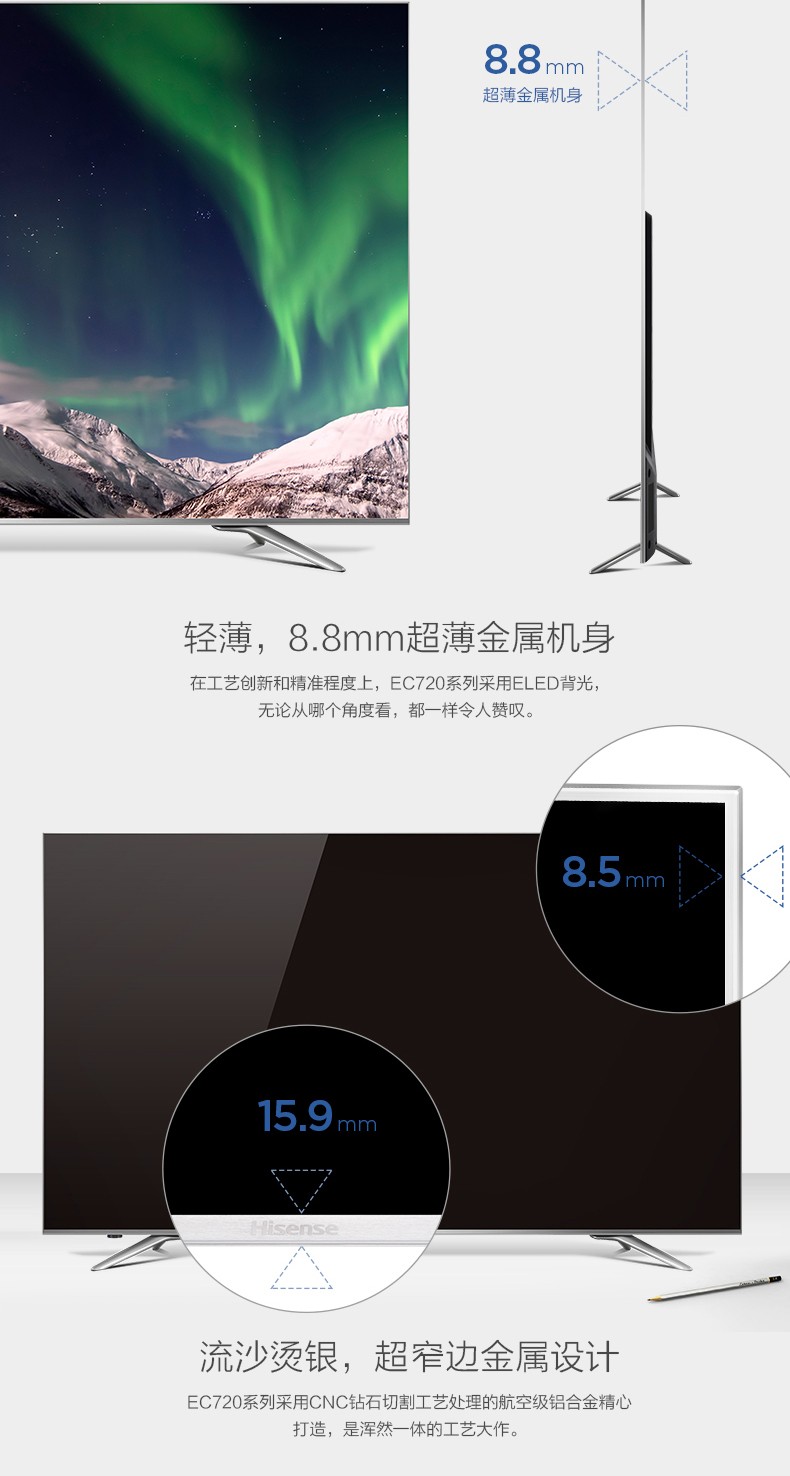 8.8mm
超薄金属机身
轻薄，8.8mm超薄金属机身
在工艺创新和精准程度上，EC720系列采用ELED背光，
无论从哪个角度看，都一样令人赞叹。
8.5mm
15.9mm
Hisense
流沙烫银，超窄边金属设计
EC720系列采用CNC钻石切割工艺处理的航空级铝合金精心
打造，是浑然一体的工艺大作。